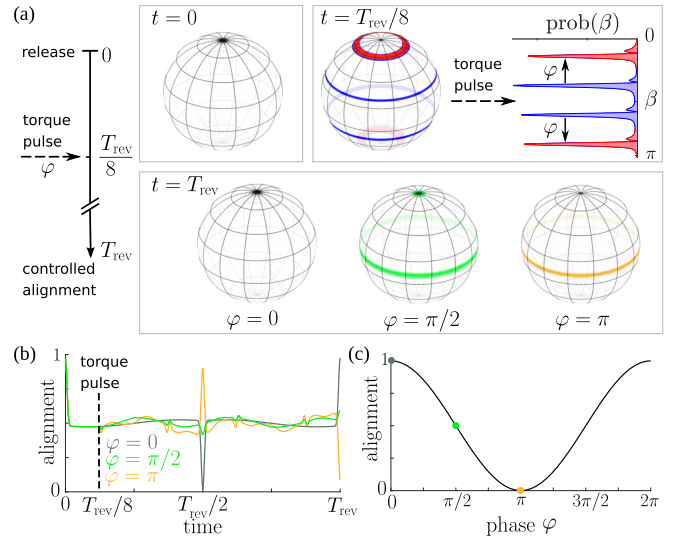 (a)
release
0
torque
pulse
φ
T_rev/8
T_rev
controlled
alignment
t = 0
t = T_rev/8
torque
pulse
prob(β)
0
φ
β
φ
π
t = T_rev
φ = 0
φ = π/2
φ = π
(b)
1
torque
pulse
alignment
φ = 0
φ = π/2
φ = π
0
0 T_rev/8 T_rev/2 T_rev
time
(c)
1
alignment
0
0 π/2 π 3π/2 2π
phase φ